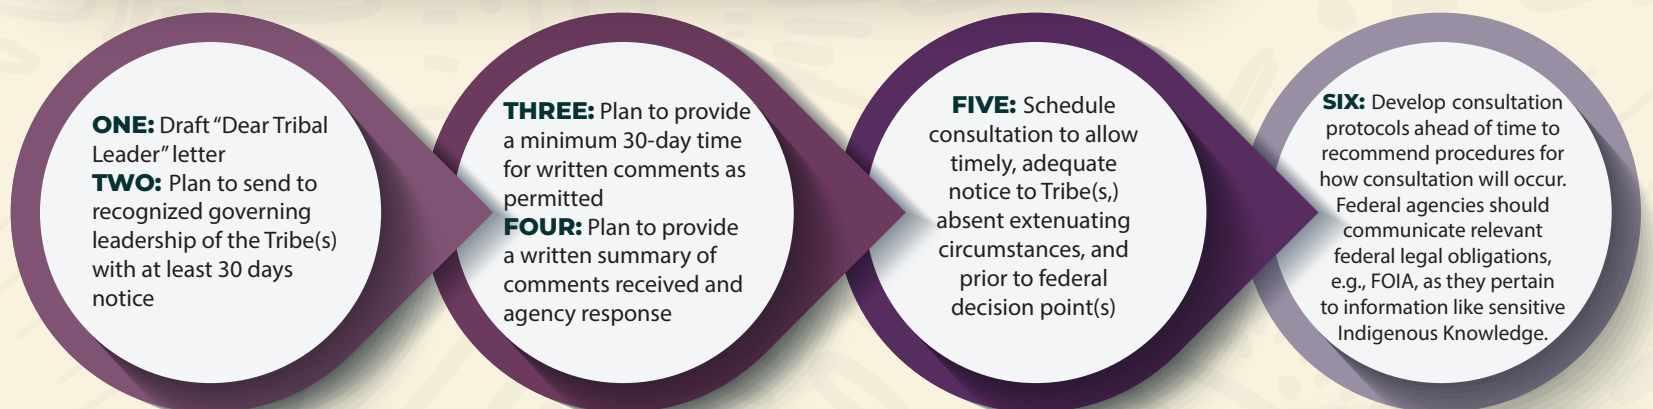 ONE: Draft “Dear Tribal
Leader” letter
TWO: Plan to send to
recognized governing
leadership of the Tribe(s)
with at least 30 days
notice
THREE: Plan to provide
a minimum 30-day time
for written comments as
permitted
FOUR: Plan to provide
a written summary of
comments received and
agency response
FIVE: Schedule
consultation to allow
timely, adequate
notice to Tribe(s,)
absent extenuating
circumstances, and
prior to federal
decision point(s)
SIX: Develop consultation
protocols ahead of time to
recommend procedures for
how consultation will occur.
Federal agencies should
communicate relevant
federal legal obligations,
e.g., FOIA, as they pertain
to information like sensitive
Indigenous Knowledge.